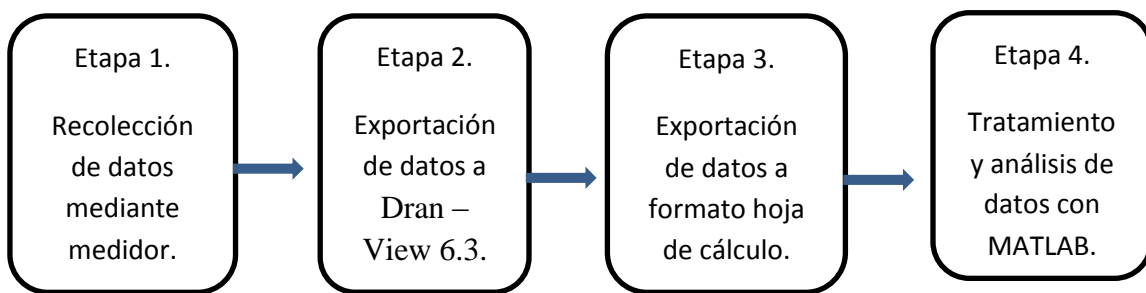 Etapa 1.
Recolección
de datos
mediante
medidor.
Etapa 2.
Exportación
de datos a
Dran –
View 6.3.
Etapa 3.
Exportación
de datos a
formato hoja
de cálculo.
Etapa 4.
Tratamiento
y análisis de
datos con
MATLAB.